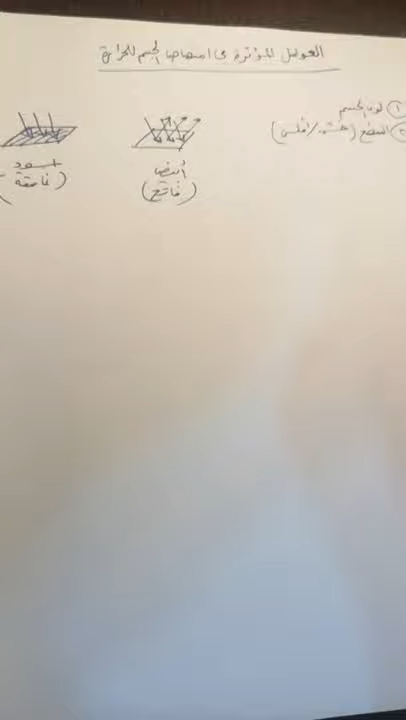 العوامل المؤثرة في امتصاص الجسم للحرارة
① لون الجسم
② السطح (خشن/أملس)
أبيض
(فاتح)
أسود
(غامقة)